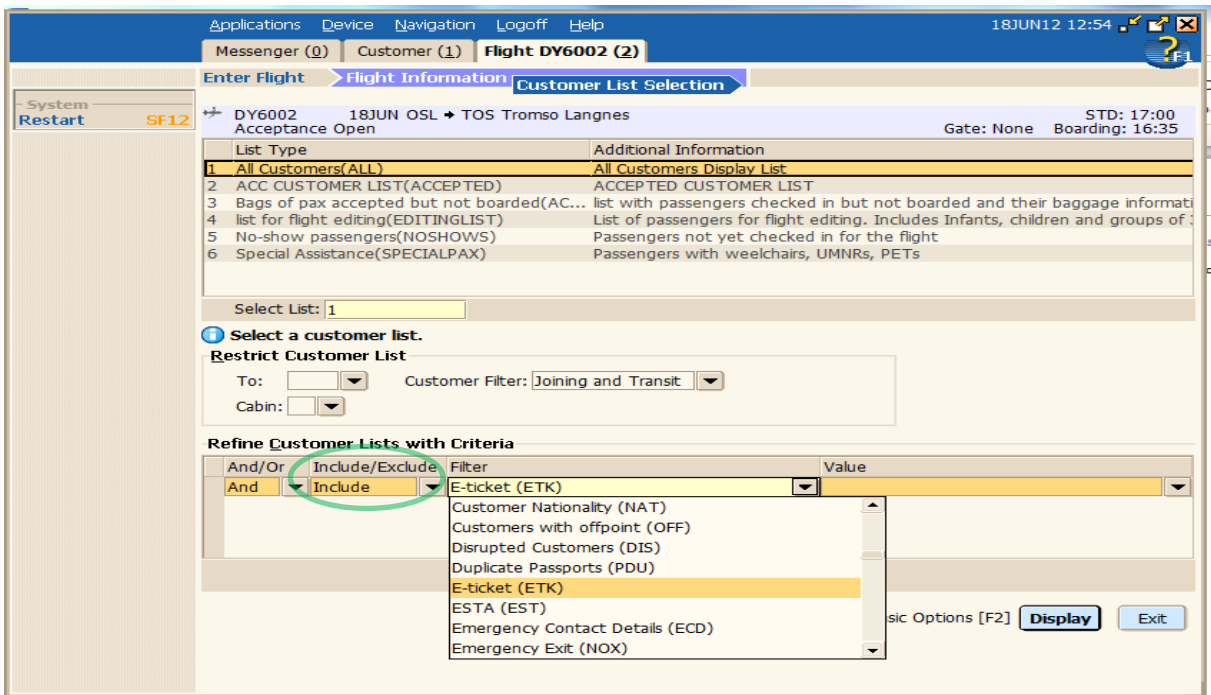 Applications Device Navigation Logoff Help 18JUN12 12:54
Messenger (0) Customer (1) Flight DY6002 (2)
?F1
Enter Flight Flight Information Customer List Selection
System
Restart SF12
DY6002 18JUN OSL → TOS Tromso Langnes STD: 17:00
Acceptance Open Gate: None Boarding: 16:35
List Type Additional Information
1 All Customers(ALL) All Customers Display List
2 ACC CUSTOMER LIST(ACCEPTED) ACCEPTED CUSTOMER LIST
3 Bags of pax accepted but not boarded(AC... list with passengers checked in but not boarded and their baggage informati
4 list for flight editing(EDITINGLIST) List of passengers for flight editing. Includes Infants, children and groups of
5 No-show passengers(NOSHOWS) Passengers not yet checked in for the flight
6 Special Assistance(SPECIALPAX) Passengers with weelchairs, UMNRs, PETs
Select List: 1
Select a customer list.
Restrict Customer List
To: Customer Filter: Joining and Transit
Cabin:
Refine Customer Lists with Criteria
And/Or Include/Exclude Filter Value
And Include E-ticket (ETK)
Customer Nationality (NAT)
Customers with offpoint (OFF)
Disrupted Customers (DIS)
Duplicate Passports (PDU)
E-ticket (ETK)
ESTA (EST)
Emergency Contact Details (ECD)
Emergency Exit (NOX)
sic Options [F2] Display Exit